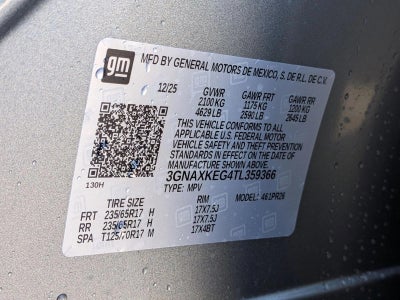 gm
MFD BY GENERAL MOTORS DE MEXICO, S. DE R.L. DE C.V.
12/25 GVWR GAWR FRT GAWR RR
2100 KG 1175 KG 1200 KG
4629 LB 2590 LB 2645 LB
THIS VEHICLE CONFORMS TO ALL
APPLICABLE U.S. FEDERAL MOTOR
VEHICLE SAFETY AND THEFT PREVENTION
STANDARDS IN EFFECT ON THE DATE OF
MANUFACTURE SHOWN ABOVE.
3GNAXKEG4TL359366
130H TYPE: MPV MODEL: 461PR26
TIRE SIZE RIM
FRT 235/65R17 H 17X7.5J
RR 235/65R17 H 17X7.5J
SPA T125/70R17 M 17X4BT